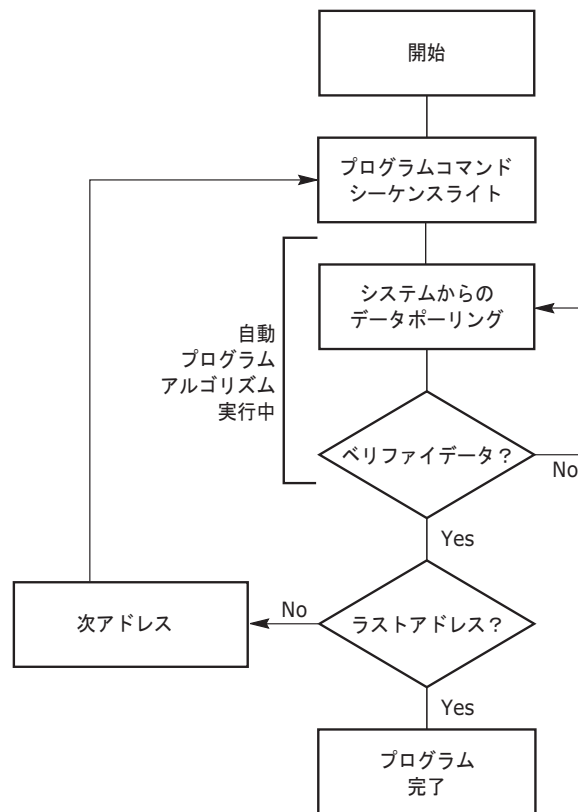 開始
プログラムコマンド
シーケンスライト
システムからの
データポーリング
自動
プログラム
アルゴリズム
実行中
ベリファイデータ？
No
Yes
次アドレス
No
ラストアドレス？
Yes
プログラム
完了